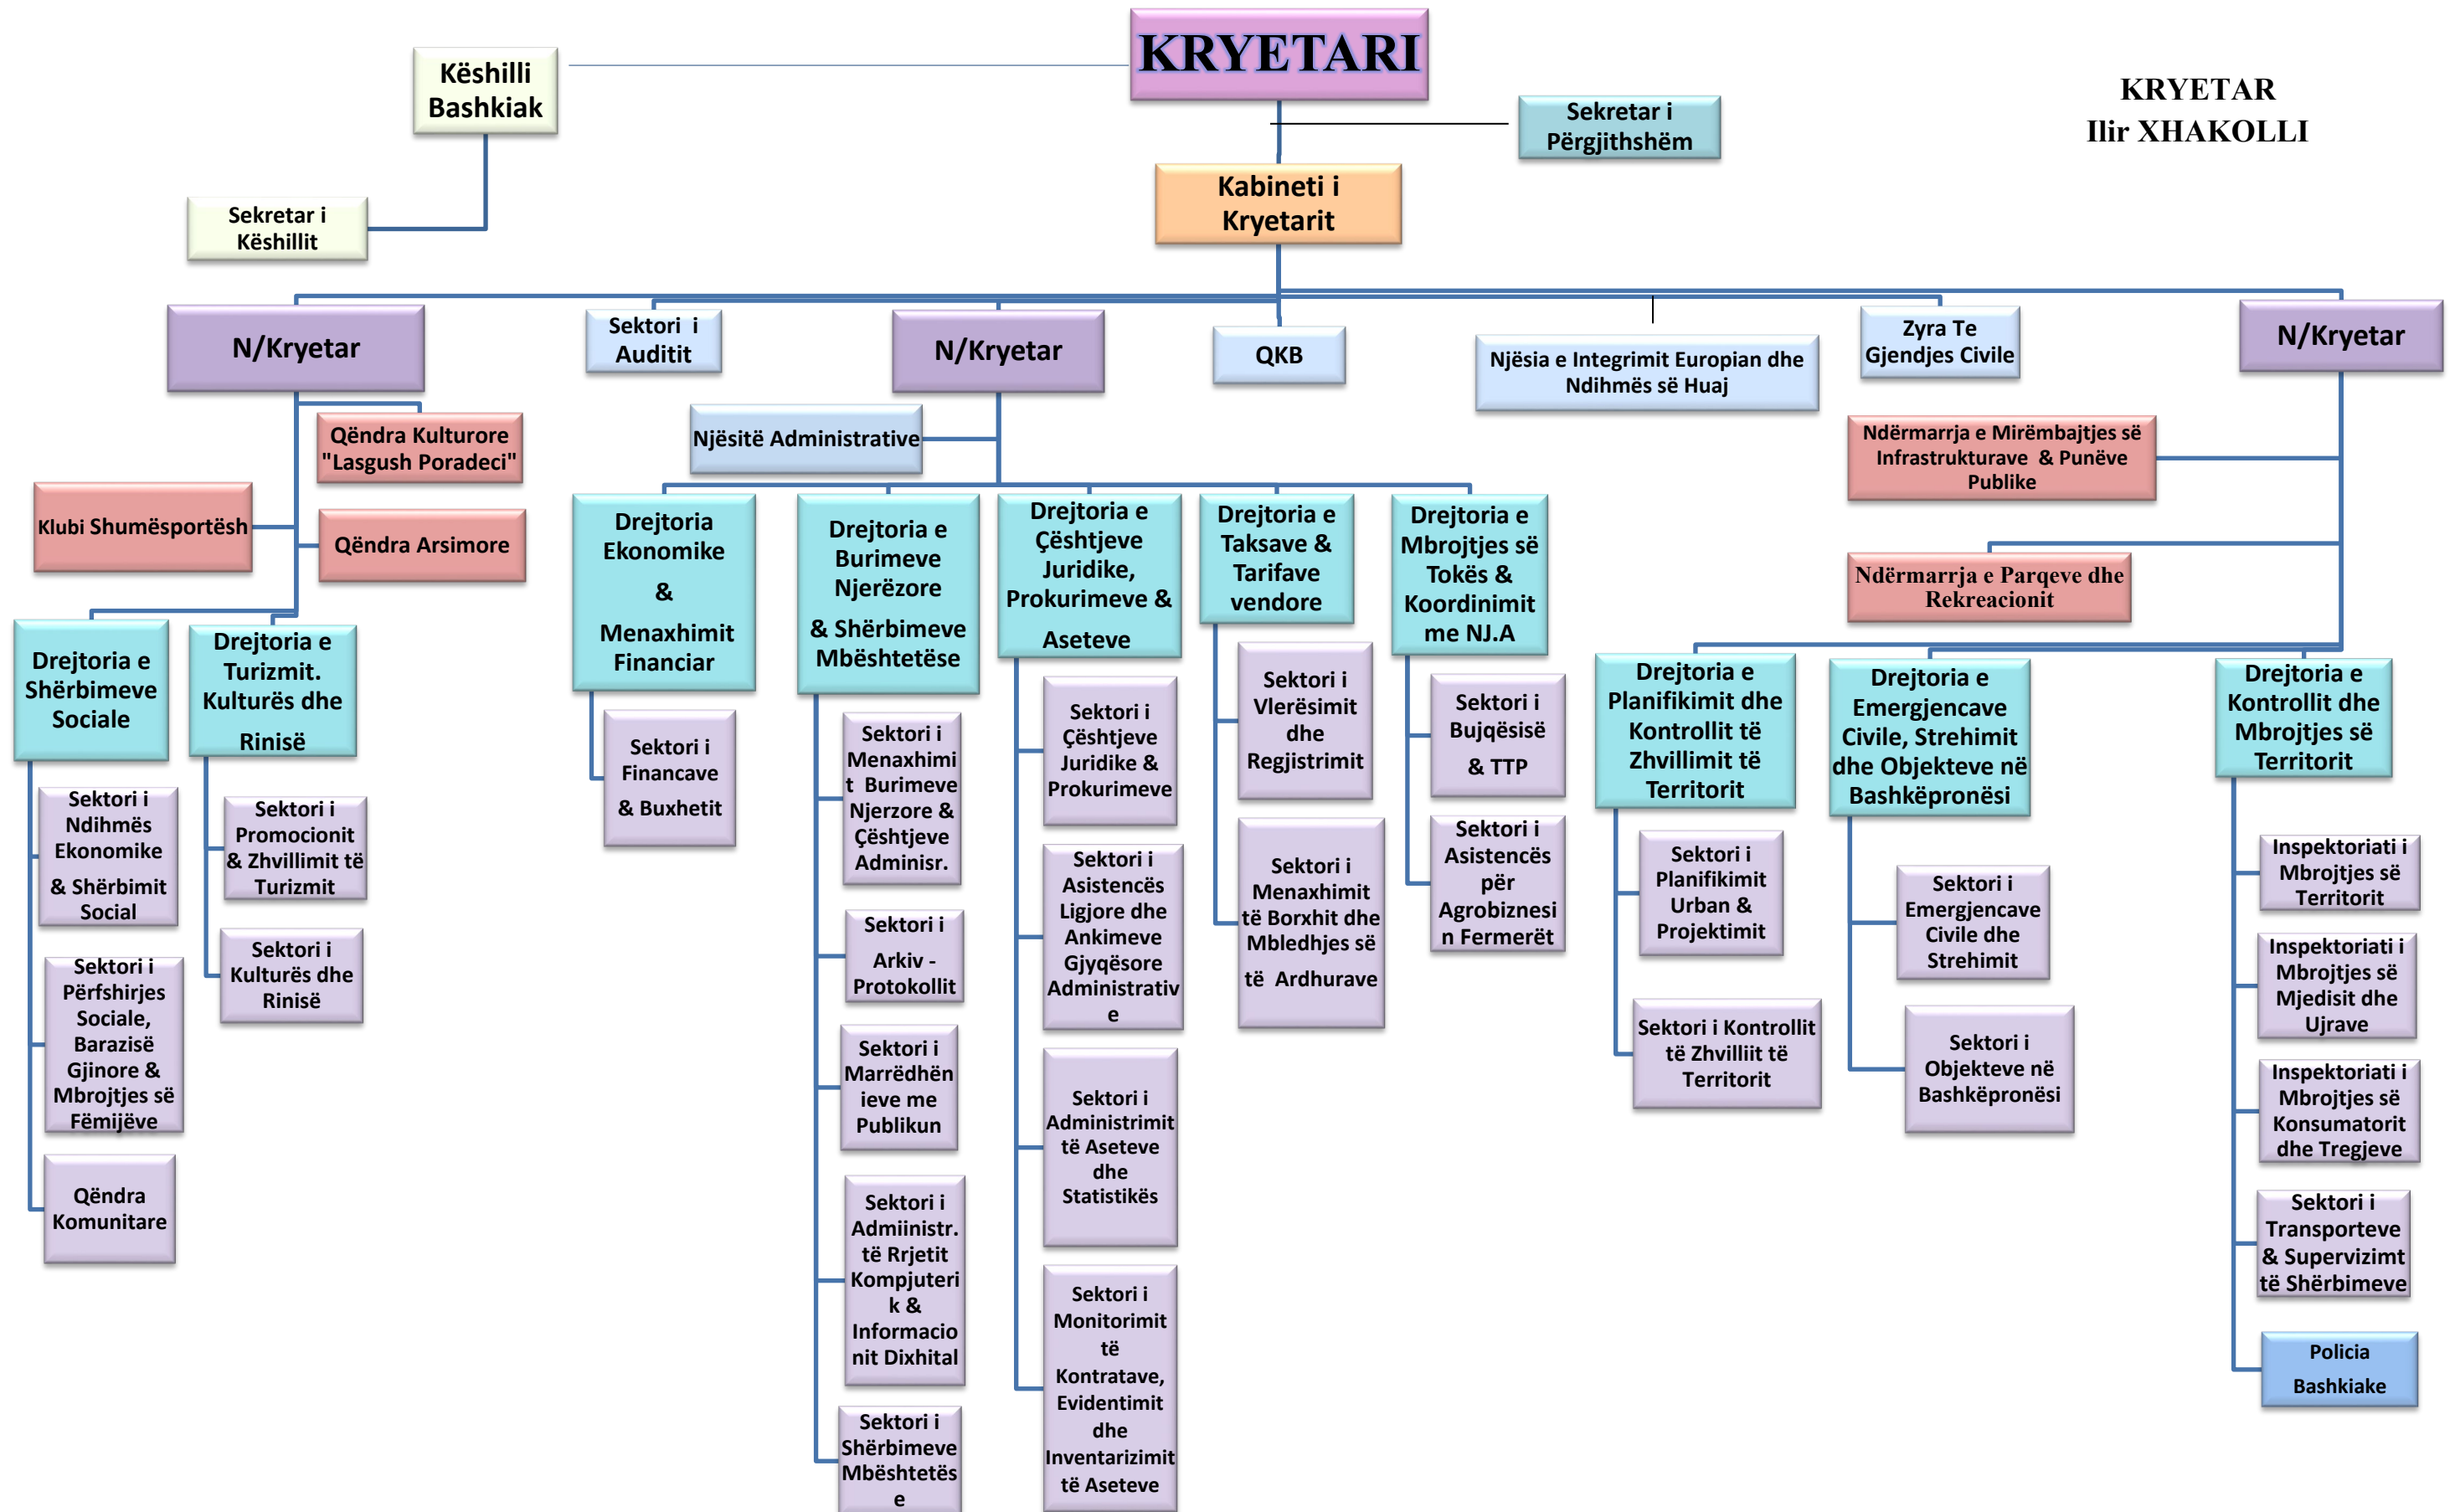 KRYETARI
Këshilli
Bashkiak
KRYETAR
Ilir XHAKOLLI
Sekretar i
Përgjithshëm
Kabineti i
Kryetarit
Sekretar i
Këshillit
N/Kryetar
Sektori i
Auditit
N/Kryetar
QKB
Njësia e Integrimit Europian dhe
Ndihmës së Huaj
Zyra Te
Gjendjes Civile
N/Kryetar
Qëndra Kulturore
"Lasgush Poradeci"
Klubi Shumësportësh
Qëndra Arsimore
Njësitë Administrative
Ndërmarrja e Mirëmbajtjes së
Infrastrukturave & Punëve
Publike
Ndërmarrja e Parqeve dhe
Rekreacionit
Drejtoria e
Shërbimeve
Sociale
Sektori i
Ndihmës
Ekonomike
& Shërbimit
Social
Sektori i
Përfshirjes
Sociale,
Barazisë
Gjinore &
Mbrojtjes së
Fëmijëve
Qëndra
Komunitare
Drejtoria e
Turizmit.
Kulturës dhe
Rinisë
Sektori i
Promocionit
& Zhvillimit të
Turizmit
Sektori i
Kulturës dhe
Rinisë
Drejtoria
Ekonomike
&
Menaxhimit
Financiar
Sektori i
Financave
& Buxhetit
Drejtoria e
Burimeve
Njerëzore
& Shërbimeve
Mbështetëse
Sektori i
Menaxhimi
t Burimeve
Njerzore &
Çështjeve
Adminisr.
Sektori i
Arkiv -
Protokollit
Sektori i
Marrëdhën
ieve me
Publikun
Sektori i
Admiinistr.
të Rrjetit
Kompjuteri
k &
Informacio
nit Dixhital
Sektori i
Shërbimeve
Mbështetës
e
Drejtoria e
Çështjeve
Juridike,
Prokurimeve &
Aseteve
Sektori i
Çështjeve
Juridike &
Prokurimeve
Sektori i
Asistencës
Ligjore dhe
Ankimeve
Gjyqësore
Administrativ
e
Sektori i
Administrimit
të Aseteve
dhe
Statistikës
Sektori i
Monitorimit
të
Kontratave,
Evidentimit
dhe
Inventarizimit
të Aseteve
Drejtoria e
Taksave &
Tarifave
vendore
Sektori i
Vlerësimit
dhe
Regjistrimit
Sektori i
Menaxhimit
të Borxhit dhe
Mbledhjes së
të Ardhurave
Drejtoria e
Mbrojtjes së
Tokës &
Koordinimit
me NJ.A
Sektori i
Bujqësisë
& TTP
Sektori i
Asistencës
për
Agrobiznesi
n Fermerët
Drejtoria e
Planifikimit dhe
Kontrollit të
Zhvillimit të
Territorit
Sektori i
Planifikimit
Urban &
Projektimit
Sektori i Kontrollit
të Zhvilliit të
Territorit
Drejtoria e
Emergjencave
Civile, Strehimit
dhe Objekteve në
Bashkëpronësi
Sektori i
Emergjencave
Civile dhe
Strehimit
Sektori i
Objekteve në
Bashkëpronësi
Drejtoria e
Kontrollit dhe
Mbrojtjes së
Territorit
Inspektoriati i
Mbrojtjes së
Territorit
Inspektoriati i
Mbrojtjes së
Mjedisit dhe
Ujrave
Inspektoriati i
Mbrojtjes së
Konsumatorit
dhe Tregjeve
Sektori i
Transporteve
& Supervizimt
të Shërbimeve
Policia
Bashkiake